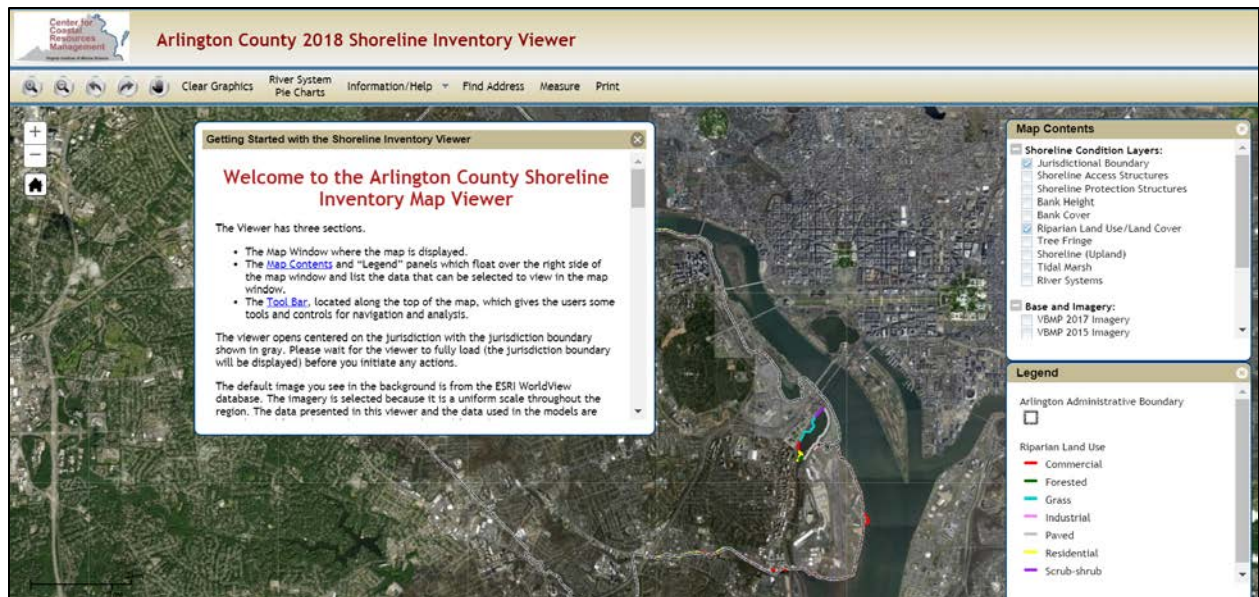 Center for
Coastal
Resources
Management
Virginia Institute of Marine Science
Arlington County 2018 Shoreline Inventory Viewer
Clear Graphics
River System
Pie Charts
Information/Help
Find Address
Measure
Print
+
−
Getting Started with the Shoreline Inventory Viewer
Welcome to the Arlington County Shoreline
Inventory Map Viewer
The Viewer has three sections.
• The Map Window where the map is displayed.
• The Map Contents and “Legend” panels which float over the right side of
the map window and list the data that can be selected to view in the map
window.
• The Tool Bar, located along the top of the map, which gives the users some
tools and controls for navigation and analysis.
The viewer opens centered on the jurisdiction with the jurisdiction boundary
shown in gray. Please wait for the viewer to fully load (the jurisdiction boundary
will be displayed) before you initiate any actions.
The default image you see in the background is from the ESRI WorldView
database. The imagery is selected because it is a uniform scale throughout the
region. The data presented in this viewer and the data used in the models are
Map Contents
Shoreline Condition Layers:
Jurisdictional Boundary
Shoreline Access Structures
Shoreline Protection Structures
Bank Height
Bank Cover
Riparian Land Use/Land Cover
Tree Fringe
Shoreline (Upland)
Tidal Marsh
River Systems
Base and Imagery:
VBMP 2017 Imagery
VBMP 2015 Imagery
Legend
Arlington Administrative Boundary
Riparian Land Use
Commercial
Forested
Grass
Industrial
Paved
Residential
Scrub-shrub